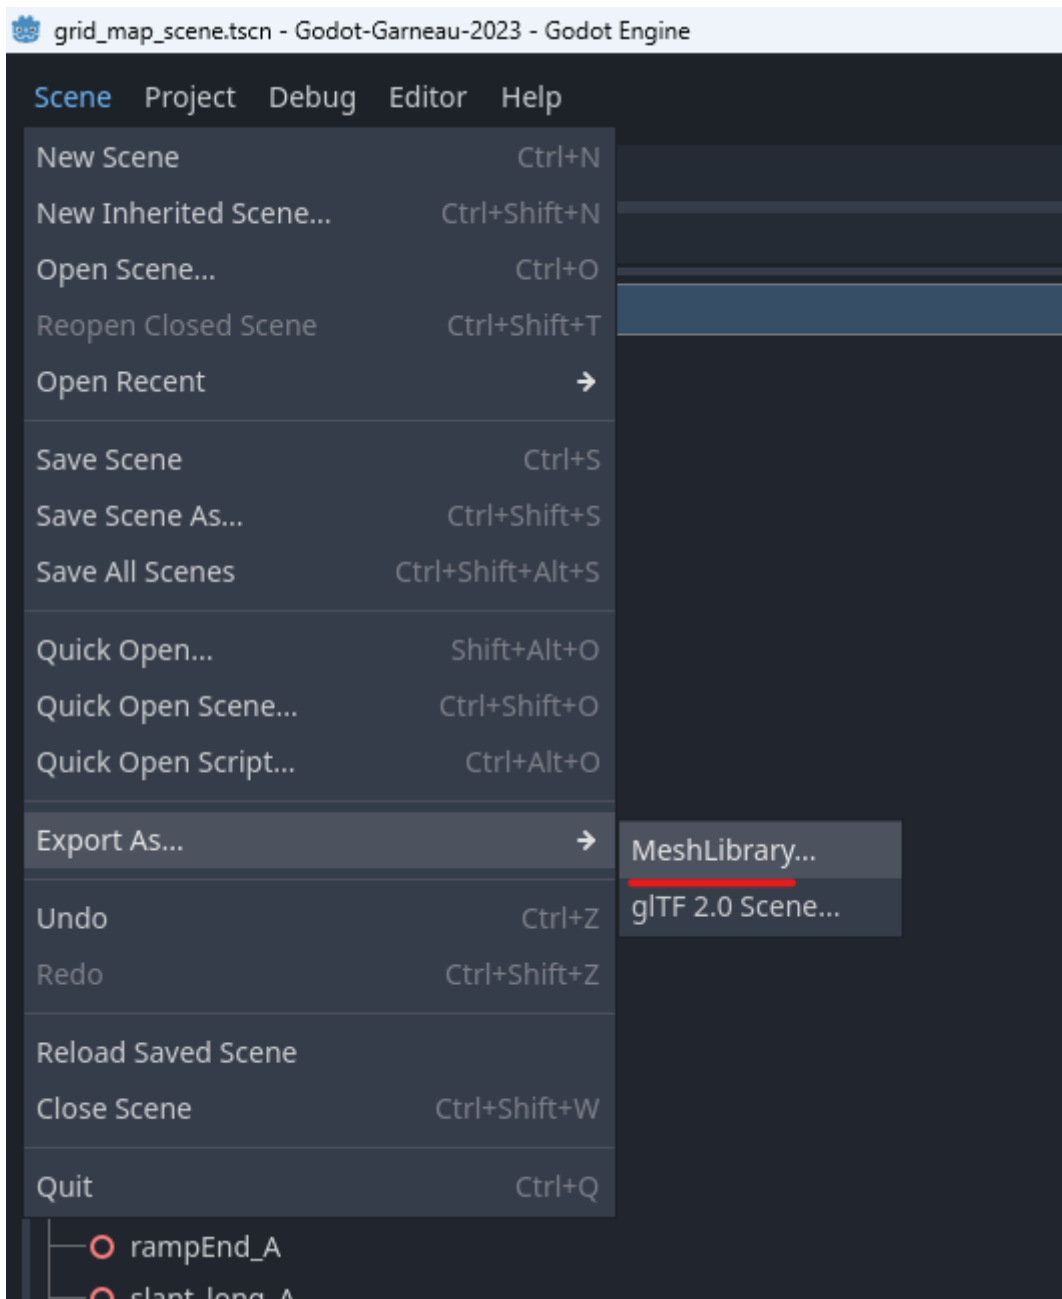 grid_map_scene.tscn - Godot-Garneau-2023 - Godot Engine
Scene Project Debug Editor Help
New Scene Ctrl+N
New Inherited Scene... Ctrl+Shift+N
Open Scene... Ctrl+O
Reopen Closed Scene Ctrl+Shift+T
Open Recent
Save Scene Ctrl+S
Save Scene As... Ctrl+Shift+S
Save All Scenes Ctrl+Shift+Alt+S
Quick Open... Shift+Alt+O
Quick Open Scene... Ctrl+Shift+O
Quick Open Script... Ctrl+Alt+O
Export As... MeshLibrary...
glTF 2.0 Scene...
Undo Ctrl+Z
Redo Ctrl+Shift+Z
Reload Saved Scene
Close Scene Ctrl+Shift+W
Quit Ctrl+Q
rampEnd_A
slant_long_A